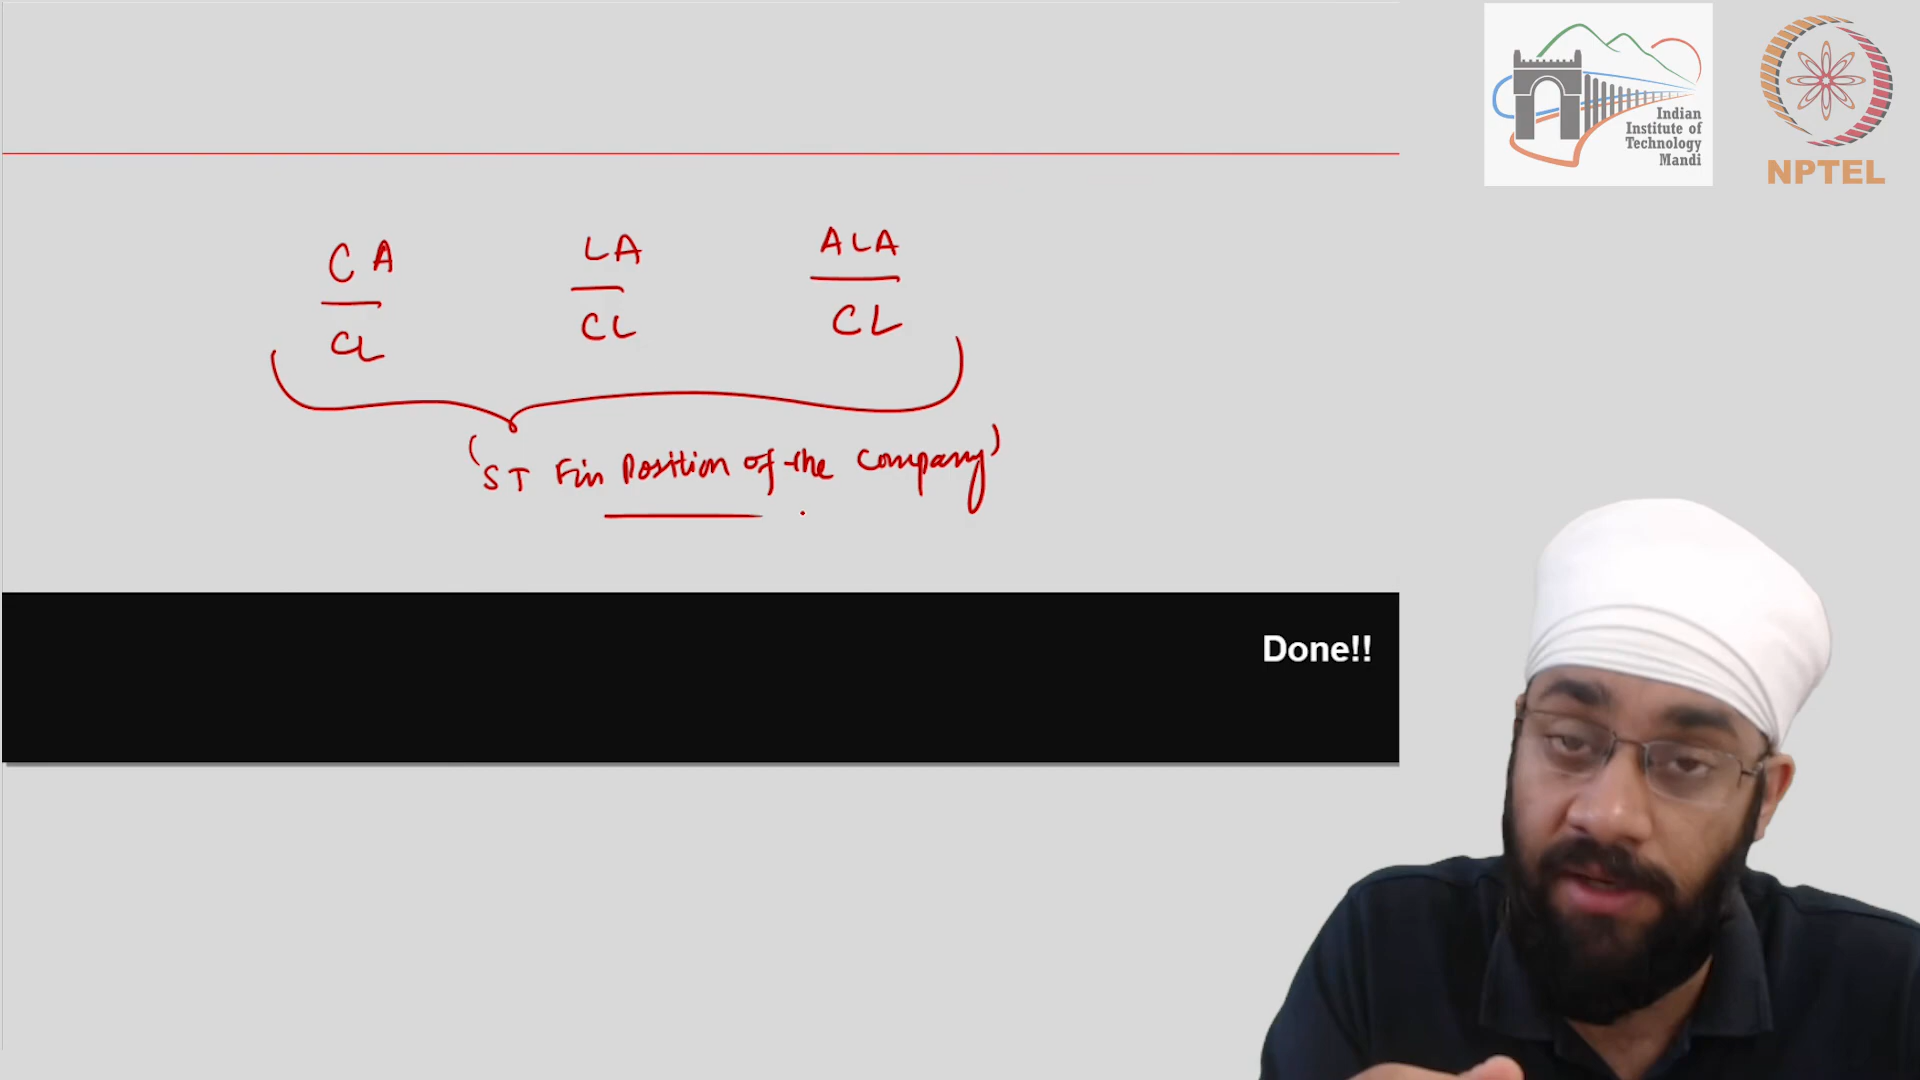 Indian
Institute of
Technology
Mandi
NPTEL
CA LA ALA
CL CL CL
(ST Fin Position of the Company)
Done!!